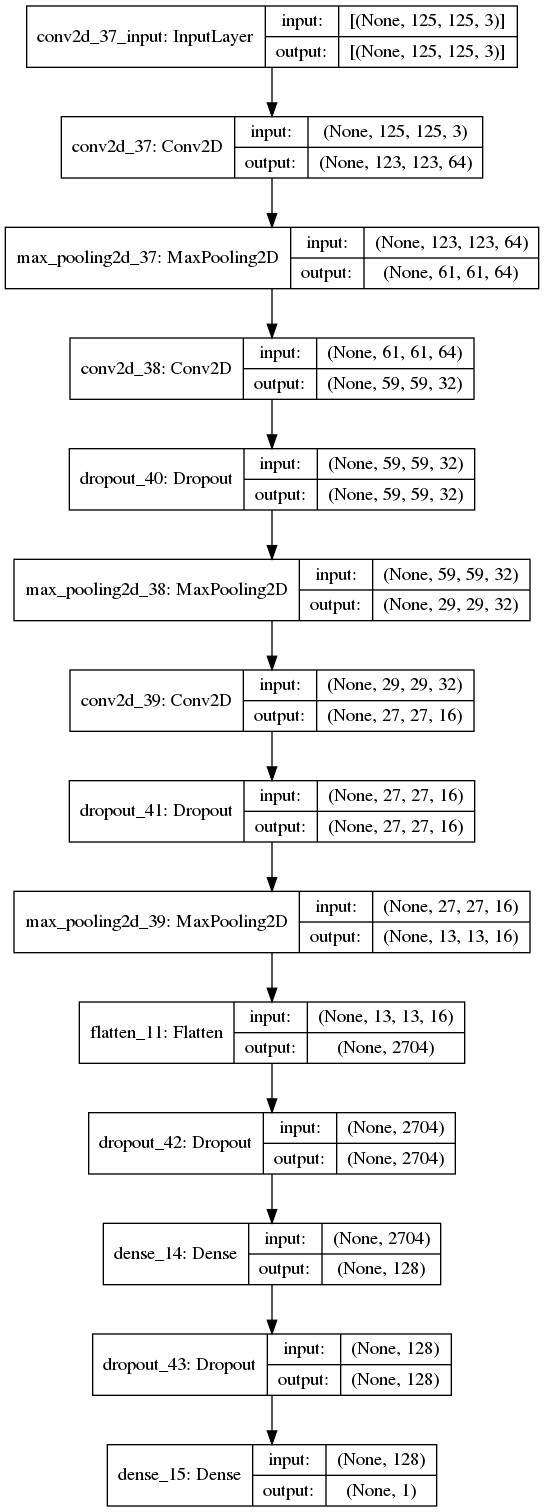 conv2d_37_input: InputLayer
input:
[(None, 125, 125, 3)]
output:
[(None, 125, 125, 3)]
conv2d_37: Conv2D
input:
(None, 125, 125, 3)
output:
(None, 123, 123, 64)
max_pooling2d_37: MaxPooling2D
input:
(None, 123, 123, 64)
output:
(None, 61, 61, 64)
conv2d_38: Conv2D
input:
(None, 61, 61, 64)
output:
(None, 59, 59, 32)
dropout_40: Dropout
input:
(None, 59, 59, 32)
output:
(None, 59, 59, 32)
max_pooling2d_38: MaxPooling2D
input:
(None, 59, 59, 32)
output:
(None, 29, 29, 32)
conv2d_39: Conv2D
input:
(None, 29, 29, 32)
output:
(None, 27, 27, 16)
dropout_41: Dropout
input:
(None, 27, 27, 16)
output:
(None, 27, 27, 16)
max_pooling2d_39: MaxPooling2D
input:
(None, 27, 27, 16)
output:
(None, 13, 13, 16)
flatten_11: Flatten
input:
(None, 13, 13, 16)
output:
(None, 2704)
dropout_42: Dropout
input:
(None, 2704)
output:
(None, 2704)
dense_14: Dense
input:
(None, 2704)
output:
(None, 128)
dropout_43: Dropout
input:
(None, 128)
output:
(None, 128)
dense_15: Dense
input:
(None, 128)
output:
(None, 1)